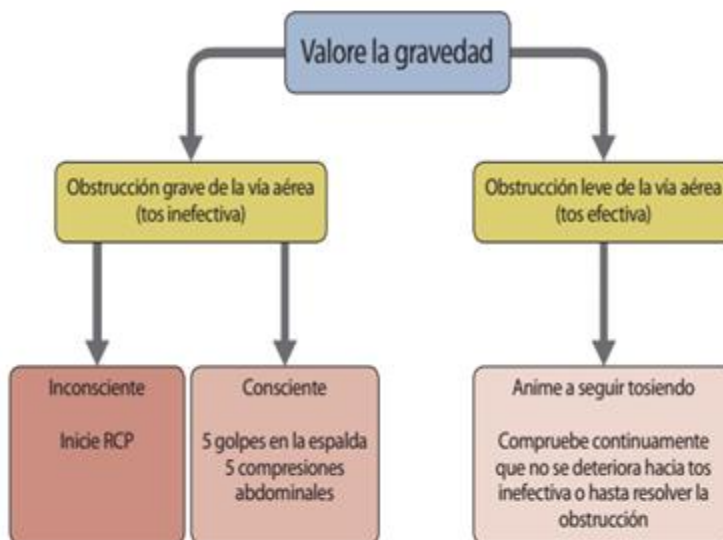 Valore la gravedad
Obstrucción grave de la vía aérea
(tos inefectiva)
Obstrucción leve de la vía aérea
(tos efectiva)
Inconsciente
Inicie RCP
Consciente
5 golpes en la espalda
5 compresiones
abdominales
Anime a seguir tosiendo
Compruebe continuamente
que no se deteriora hacia tos
inefectiva o hasta resolver la
obstrucción